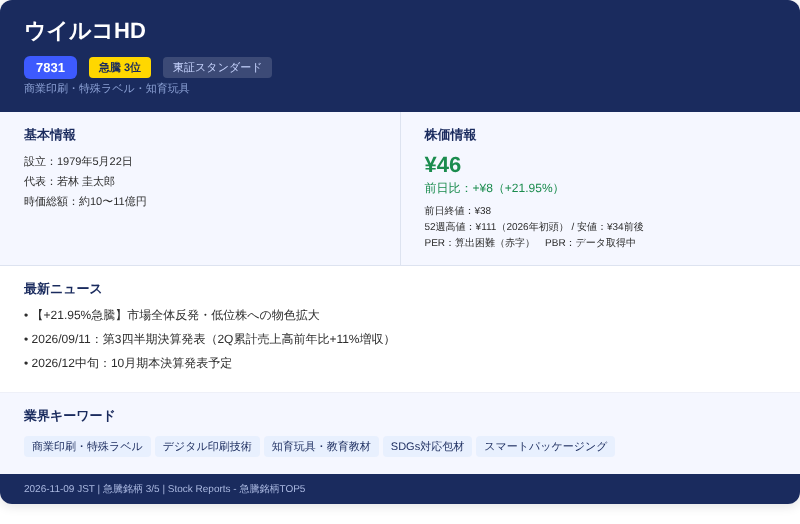 ウイルコHD
7831 急騰 3位 東証スタンダード
商業印刷・特殊ラベル・知育玩具
基本情報
設立：1979年5月22日
代表：若林 圭太郎
時価総額：約10〜11億円
株価情報
¥46
前日比：+¥8（+21.95%）
前日終値：¥38
52週高値：¥111（2026年初頭） / 安値：¥34前後
PER：算出困難（赤字） PBR：データ取得中
最新ニュース
• 【+21.95%急騰】市場全体反発・低位株への物色拡大
• 2026/09/11：第3四半期決算発表（2Q累計売上高前年比+11%増収）
• 2026/12中旬：10月期本決算発表予定
業界キーワード
商業印刷・特殊ラベル デジタル印刷技術 知育玩具・教育教材 SDGs対応包材 スマートパッケージング
2026-11-09 JST | 急騰銘柄 3/5 | Stock Reports - 急騰銘柄TOP5